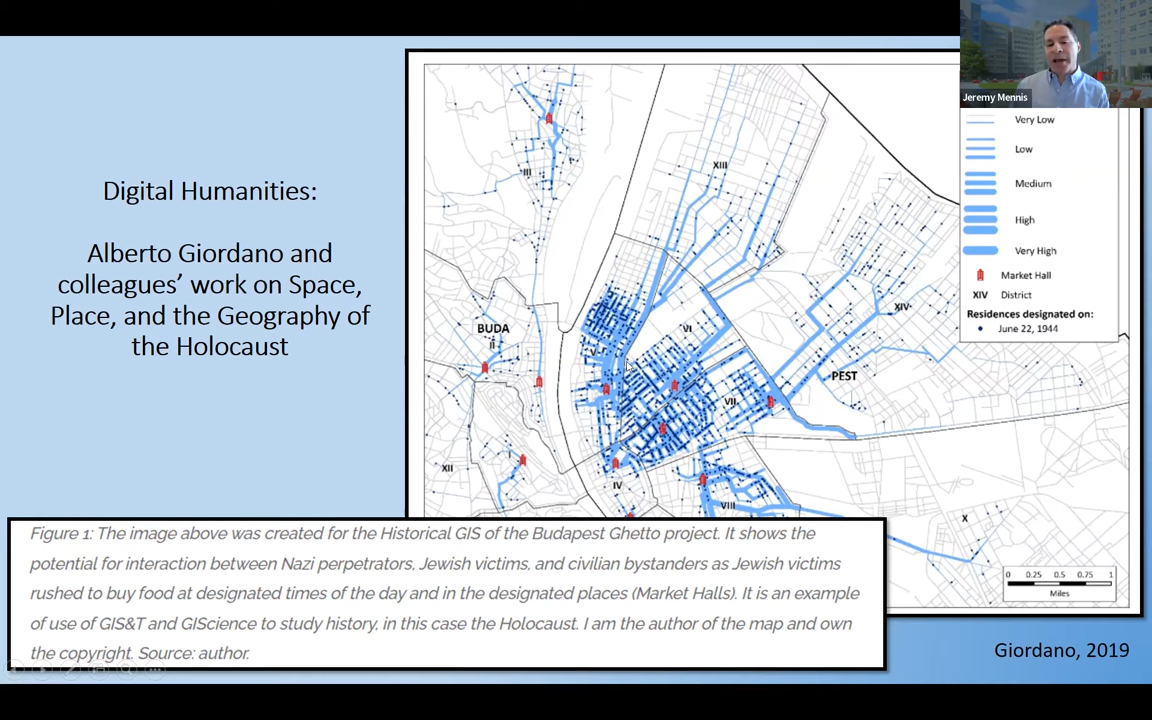 Digital Humanities:
Alberto Giordano and
colleagues' work on Space,
Place, and the Geography of
the Holocaust
Jeremy Mennis
Very Low
Low
Medium
High
Very High
Market Hall
XIV District
Residences designated on:
June 22, 1944
III
XIII
XIV
BUDA
II
V
VI
VII
PEST
XII
I
IV
VIII
X
0 0.25 0.5 0.75 1
Miles
Figure 1: The image above was created for the Historical GIS of the Budapest Ghetto project. It shows the
potential for interaction between Nazi perpetrators, Jewish victims, and civilian bystanders as Jewish victims
rushed to buy food at designated times of the day and in the designated places (Market Halls). It is an example
of use of GIS&T and GIScience to study history, in this case the Holocaust. I am the author of the map and own
the copyright. Source: author.
Giordano, 2019